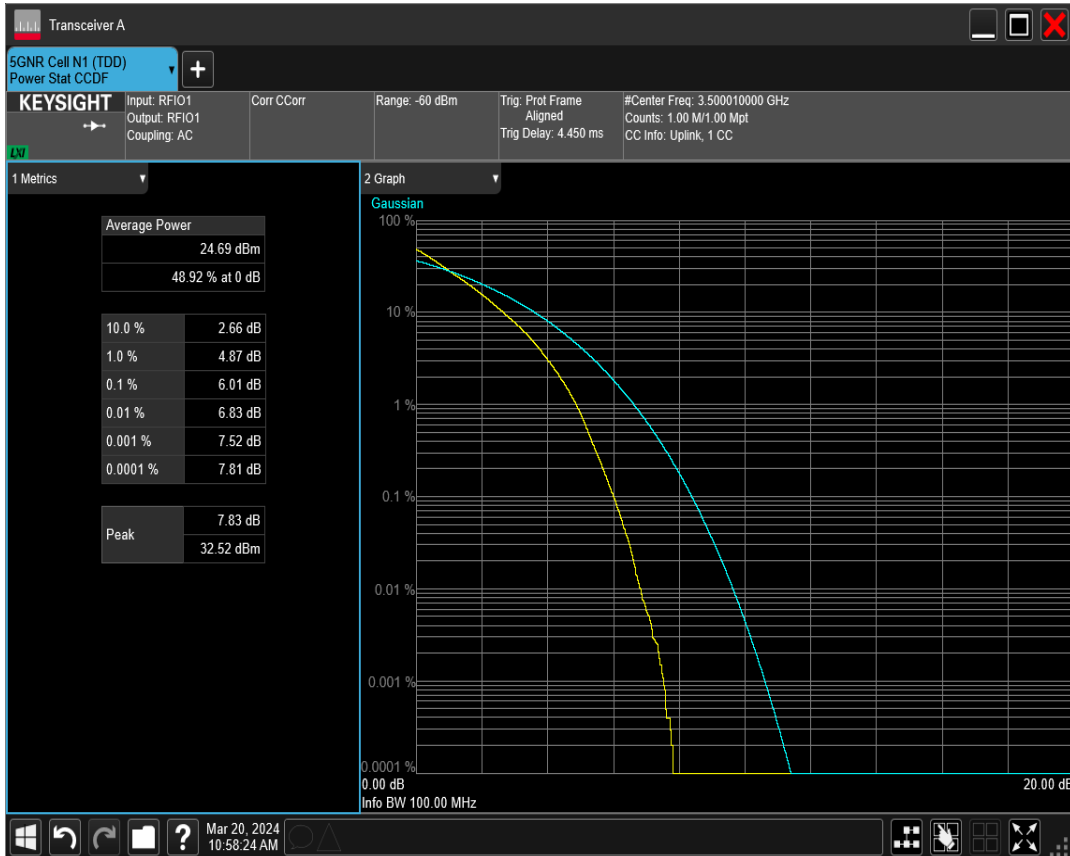 Transceiver A
5GNR Cell N1 (TDD)
Power Stat CCDF
+
KEYSIGHT
LXI
Input: RFIO1
Output: RFIO1
Coupling: AC
Corr CCorr
Range: -60 dBm
Trig: Prot Frame
Aligned
Trig Delay: 4.450 ms
#Center Freq: 3.500010000 GHz
Counts: 1.00 M/1.00 Mpt
CC Info: Uplink, 1 CC
1 Metrics
Average Power
24.69 dBm
48.92 % at 0 dB
10.0 % 2.66 dB
1.0 % 4.87 dB
0.1 % 6.01 dB
0.01 % 6.83 dB
0.001 % 7.52 dB
0.0001 % 7.81 dB
Peak 7.83 dB
32.52 dBm
2 Graph
Gaussian
100 %
10 %
1 %
0.1 %
0.01 %
0.001 %
0.0001 %
0.00 dB 20.00 dB
Info BW 100.00 MHz
?
Mar 20, 2024
10:58:24 AM